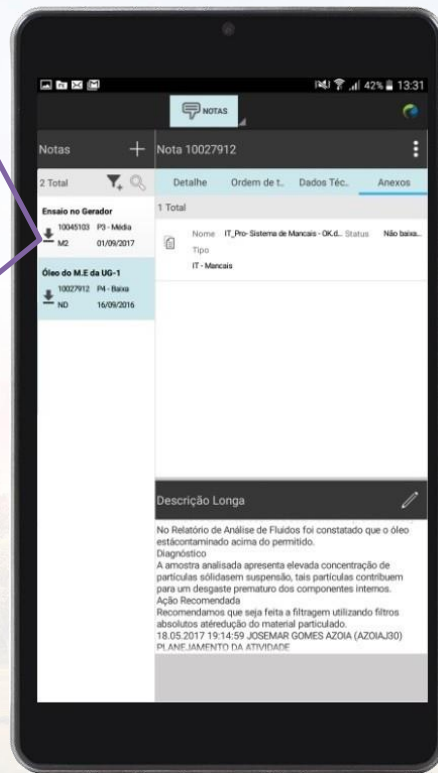 42% 13:31
NOTAS
Notas + Nota 10027912
2 Total
Detalhe Ordem de t.. Dados Téc.. Anexos
Ensaio no Gerador
10045103 P3 - Média
M2 01/09/2017
Óleo do M.E da UG-1
10027912 P4 - Baixa
ND 16/09/2016
1 Total
Nome IT_Pro- Sistema de Mancais - OK.d... Status Não baixa..
Tipo
IT - Mancais
Descrição Longa
No Relatório de Análise de Fluidos foi constatado que o óleo
estácontaminado acima do permitido.
Diagnóstico
A amostra analisada apresenta elevada concentração de
partículas sólidasem suspensão, tais partículas contribuem
para um desgaste prematuro dos componentes internos.
Ação Recomendada
Recomendamos que seja feita a filtragem utilizando filtros
absolutos atéredução do material particulado.
18.05.2017 19:14:59 JOSEMAR GOMES AZOIA (AZOIAJ30)
PLANEJAMENTO DA ATIVIDADE